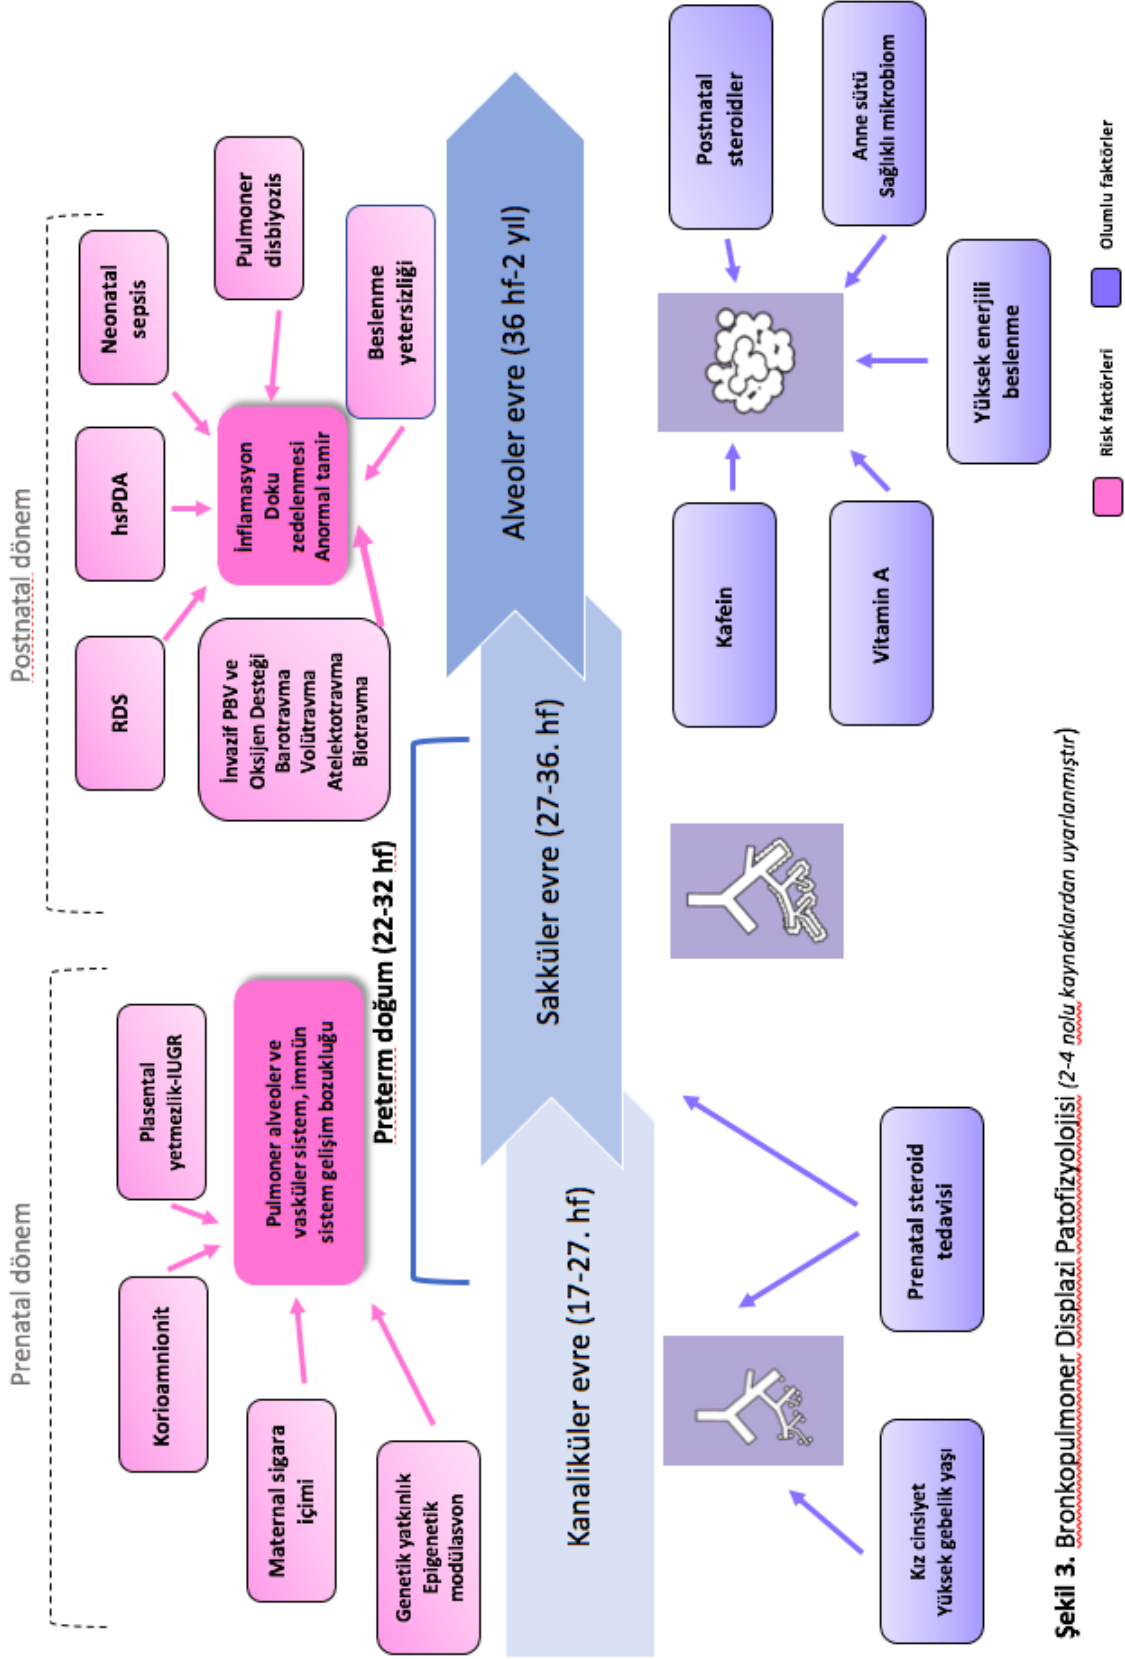 Prenatal dönem
Postnatal dönem
Korioamnionit
Plasental
yetmezlik-IUGR
Maternal sigara
içimi
Genetik yatkınlık
Epigenetik
modülasvon
Pulmoner alveoler ve
vasküler sistem, immün
sistem gelişim bozukluğu
RDS
hsPDA
Neonatal
sepsis
Pulmoner
disbiyozis
Beslenme
yetersizliği
İnvazif PBV ve
Oksijen Desteği
Barotravma
Volütravma
Atelektotravma
Biotravma
İnflamasyon
Doku
zedelenmesi
Anormal tamir
Preterm doğum (22-32 hf)
Kanaliküler evre (17-27. hf)
Sakküler evre (27-36. hf)
Alveoler evre (36 hf-2 yıl)
Kız cinsiyet
Yüksek gebelik yaşı
Prenatal steroid
tedavisi
Kafein
Vitamin A
Yüksek enerjili
beslenme
Postnatal
steroidler
Anne sütü
Sağlıklı mikrobiom
Şekil 3. Bronkopulmoner Displazi Patofizyolojisi (2-4 nolu kaynaklardan uyarlanmıştır)
Risk faktörleri
Olumlu faktörler